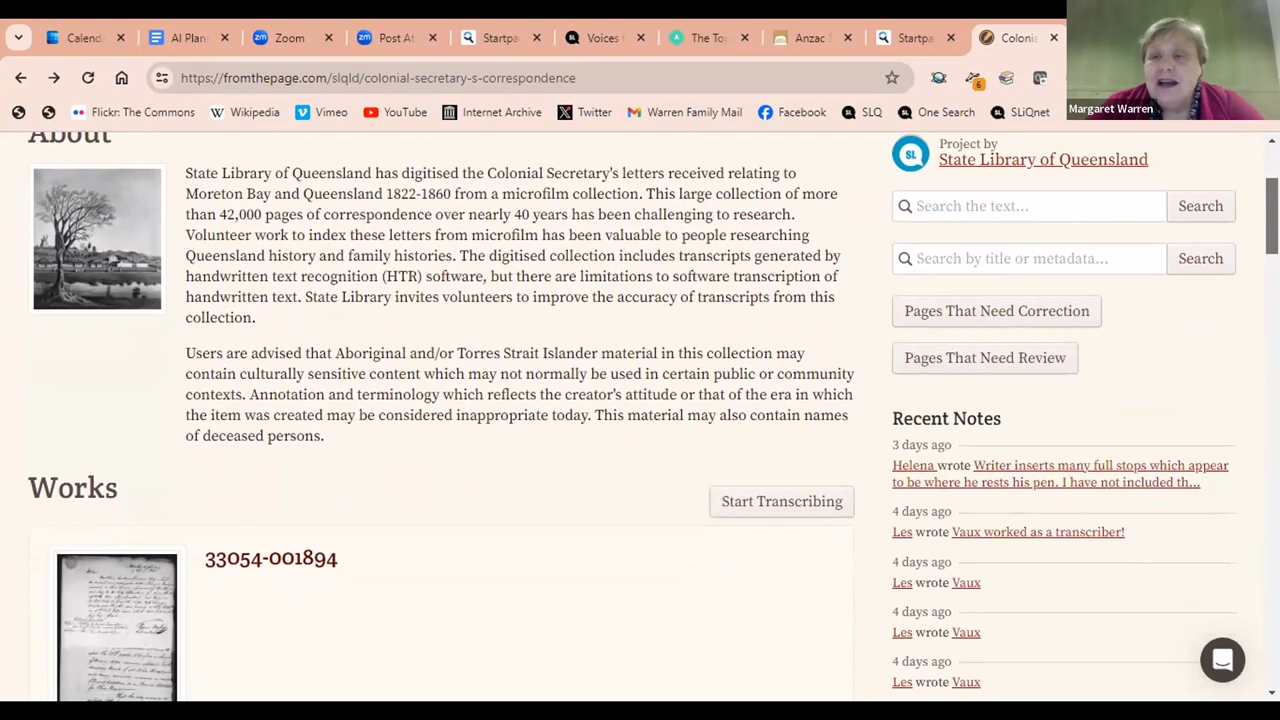 Calend
AI Plan
Zoom
Post At
Startpa
Voices f
The To
Anzac S
Startpa
Colonia
https://fromthepage.com/slqld/colonial-secretary-s-correspondence
6
Flickr: The Commons
Wikipedia
Vimeo
YouTube
Internet Archive
Twitter
Warren Family Mail
Facebook
SLQ
One Search
SLiQnet
Margaret Warren
About
State Library of Queensland has digitised the Colonial Secretary's letters received relating to
Moreton Bay and Queensland 1822-1860 from a microfilm collection. This large collection of more
than 42,000 pages of correspondence over nearly 40 years has been challenging to research.
Volunteer work to index these letters from microfilm has been valuable to people researching
Queensland history and family histories. The digitised collection includes transcripts generated by
handwritten text recognition (HTR) software, but there are limitations to software transcription of
handwritten text. State Library invites volunteers to improve the accuracy of transcripts from this
collection.
Users are advised that Aboriginal and/or Torres Strait Islander material in this collection may
contain culturally sensitive content which may not normally be used in certain public or community
contexts. Annotation and terminology which reflects the creator's attitude or that of the era in which
the item was created may be considered inappropriate today. This material may also contain names
of deceased persons.
Works
Start Transcribing
33054-001894
SL
Project by
State Library of Queensland
Search the text...
Search
Search by title or metadata...
Search
Pages That Need Correction
Pages That Need Review
Recent Notes
3 days ago
Helena wrote Writer inserts many full stops which appear
to be where he rests his pen. I have not included th...
4 days ago
Les wrote Vaux worked as a transcriber!
4 days ago
Les wrote Vaux
4 days ago
Les wrote Vaux
4 days ago
Les wrote Vaux